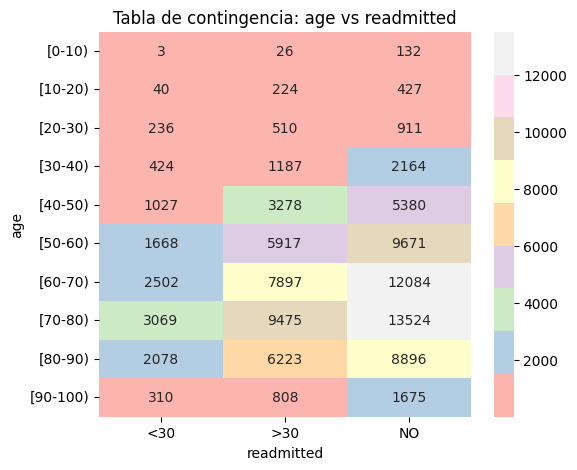 Tabla de contingencia: age vs readmitted
[0-10) 3 26 132
[10-20) 40 224 427
[20-30) 236 510 911
[30-40) 424 1187 2164
[40-50) 1027 3278 5380
[50-60) 1668 5917 9671
[60-70) 2502 7897 12084
[70-80) 3069 9475 13524
[80-90) 2078 6223 8896
[90-100) 310 808 1675
<30 >30 NO
readmitted
age
12000
10000
8000
6000
4000
2000